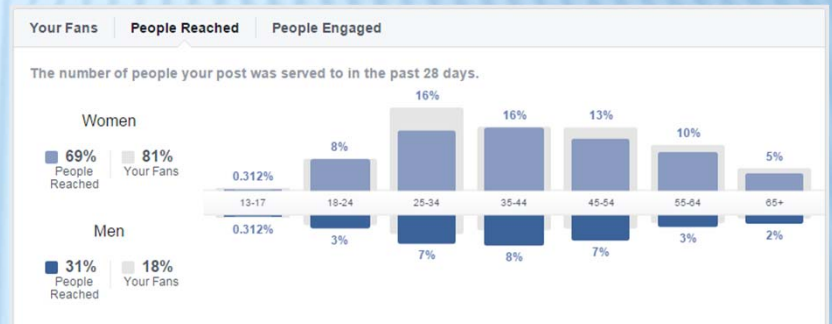 Your Fans People Reached People Engaged
The number of people your post was served to in the past 28 days.
Women
69% People Reached
81% Your Fans
0.312% 8% 16% 16% 13% 10% 5%
13-17 18-24 25-34 35-44 45-54 55-64 65+
0.312% 3% 7% 8% 7% 3% 2%
Men
31% People Reached
18% Your Fans